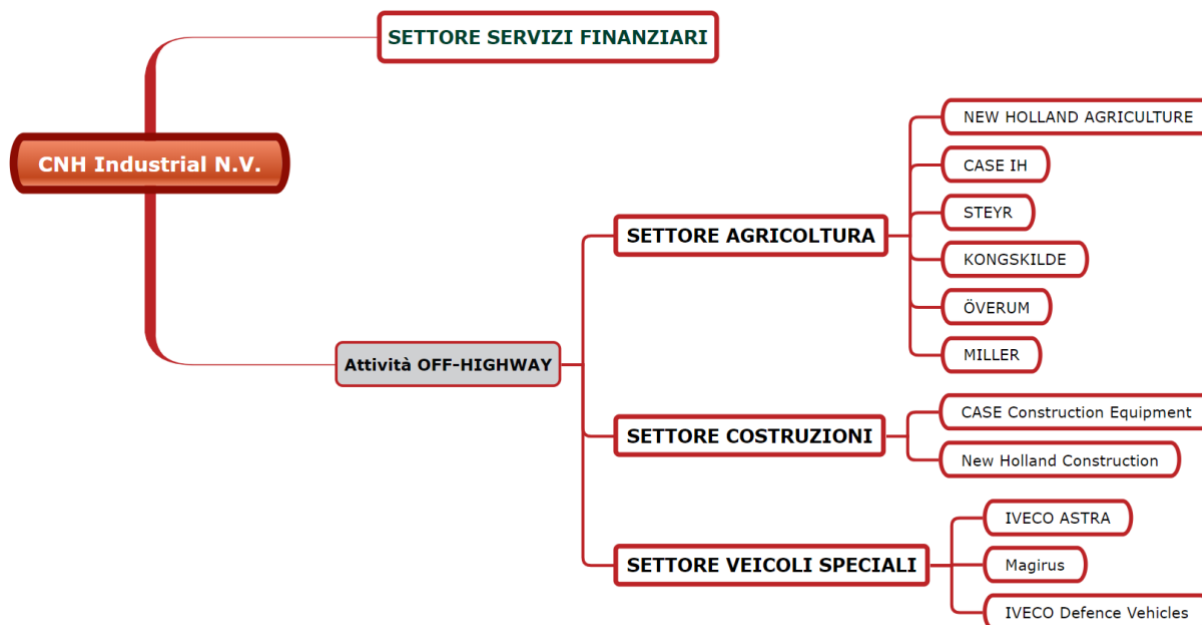 SETTORE SERVIZI FINANZIARI
CNH Industrial N.V.
Attività OFF-HIGHWAY
SETTORE AGRICOLTURA
NEW HOLLAND AGRICULTURE
CASE IH
STEYR
KONGSKILDE
ÖVERUM
MILLER
SETTORE COSTRUZIONI
CASE Construction Equipment
New Holland Construction
SETTORE VEICOLI SPECIALI
IVECO ASTRA
Magirus
IVECO Defence Vehicles